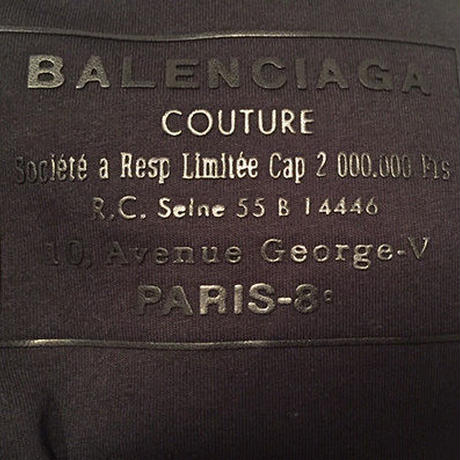 BALENCIAGA
COUTURE
Société a Resp Limitée Cap 2 000.000 Frs
R.C. Seine 55 B 14446
10, Avenue George-V
PARIS-8e